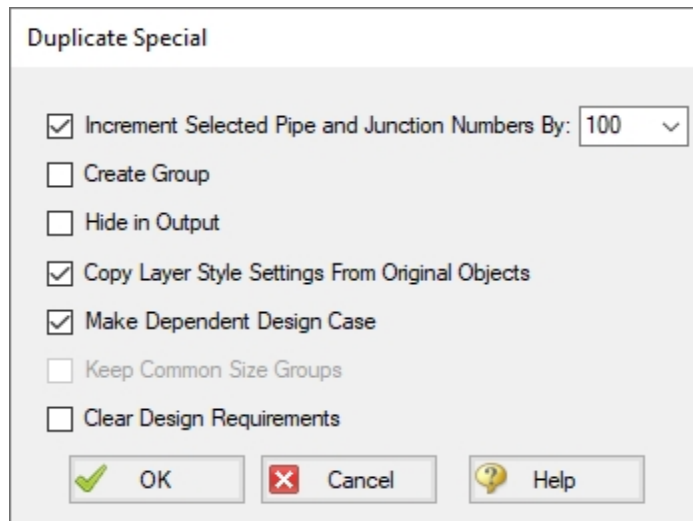 Duplicate Special
Increment Selected Pipe and Junction Numbers By: 100
Create Group
Hide in Output
Copy Layer Style Settings From Original Objects
Make Dependent Design Case
Keep Common Size Groups
Clear Design Requirements
OK Cancel Help